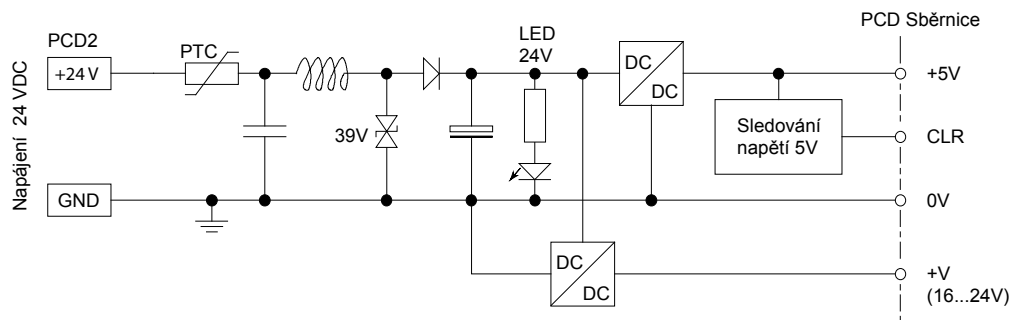 PCD Sběrnice
LED
24V
PCD2
PTC
+24 V
DC
DC
+5V
39V
Sledování
napětí 5V
CLR
Napájení 24 VDC
GND
0V
DC
DC
+V
(16...24V)